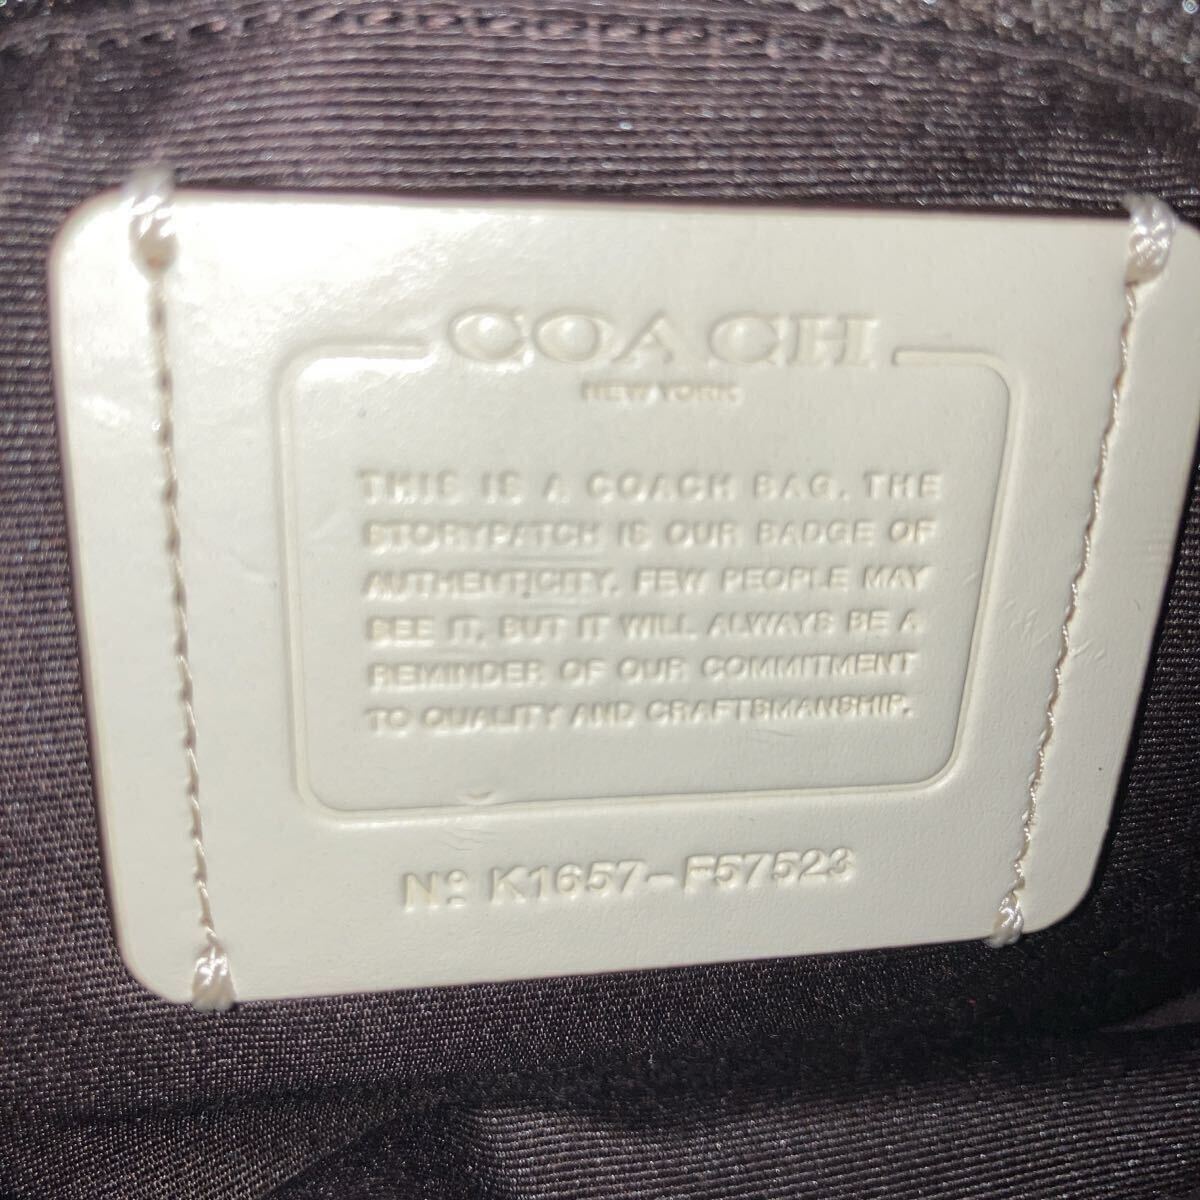 COACH
NEW YORK
THIS IS A COACH BAG. THE
STORYPATCH IS OUR BADGE OF
AUTHENTICITY. FEW PEOPLE MAY
SEE IT, BUT IT WILL ALWAYS BE A
REMINDER OF OUR COMMITMENT
TO QUALITY AND CRAFTSMANSHIP.
Nº K1657-F57523